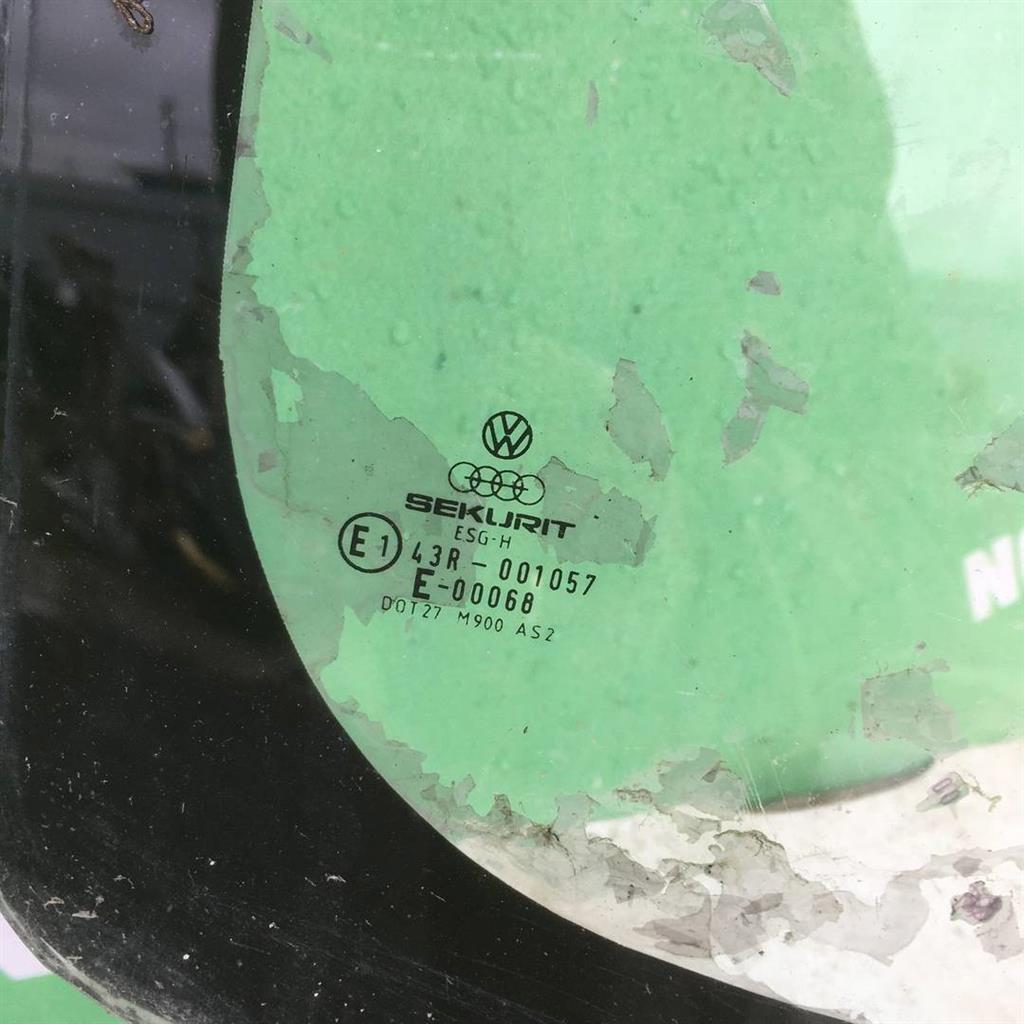 SEKURIT
ESG-H
E1 43R - 001057
E-00068
DOT27 M900 AS2